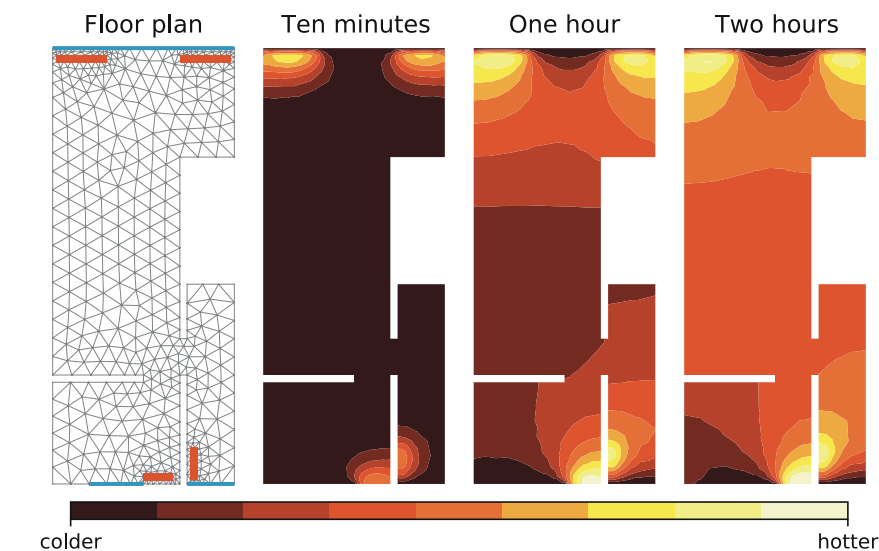 Floor plan
Ten minutes
One hour
Two hours
colder
hotter